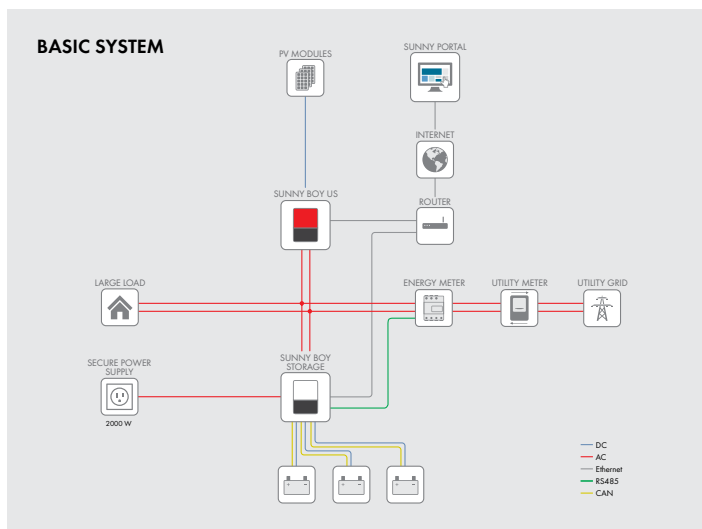 BASIC SYSTEM
PV MODULES
SUNNY PORTAL
INTERNET
SUNNY BOY US
ROUTER
LARGE LOAD
ENERGY METER
UTILITY METER
UTILITY GRID
SECURE POWER
SUPPLY
2000 W
SUNNY BOY
STORAGE
DC
AC
Ethernet
RS485
CAN